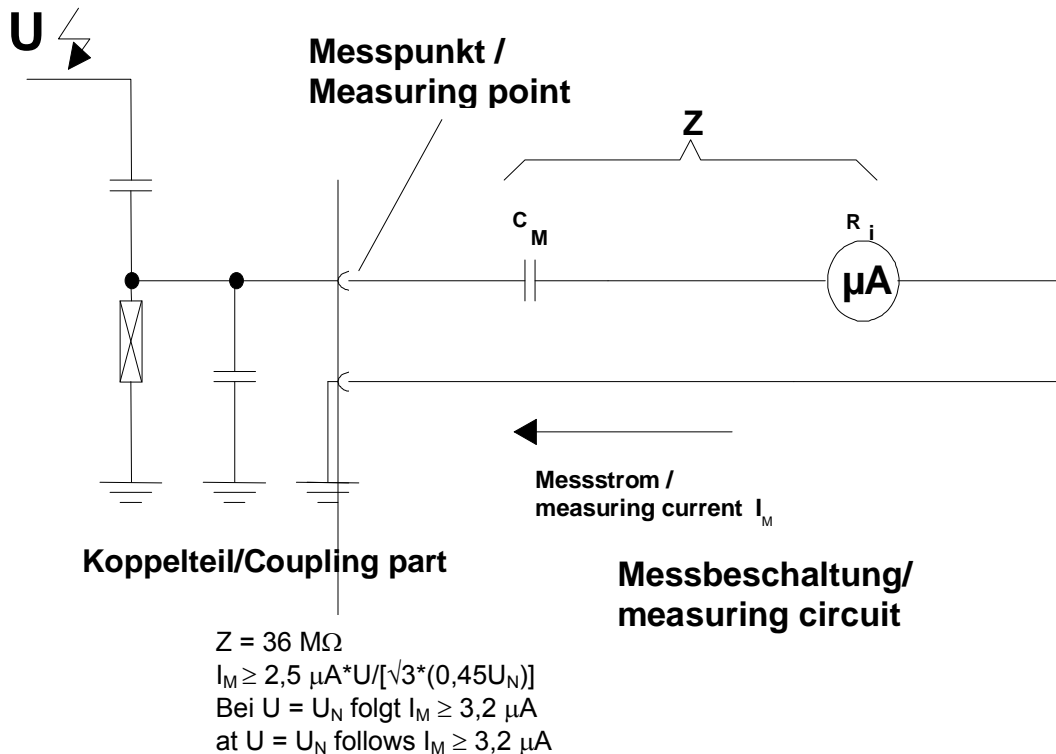 U
Messpunkt /
Measuring point
Z
C M
R i
µA
Messstrom /
measuring current I_M
Koppelteil/Coupling part
Messbeschaltung/
measuring circuit
Z = 36 MΩ
I_M ≥ 2,5 µA*U/[√3*(0,45U_N)]
Bei U = U_N folgt I_M ≥ 3,2 µA
at U = U_N follows I_M ≥ 3,2 µA